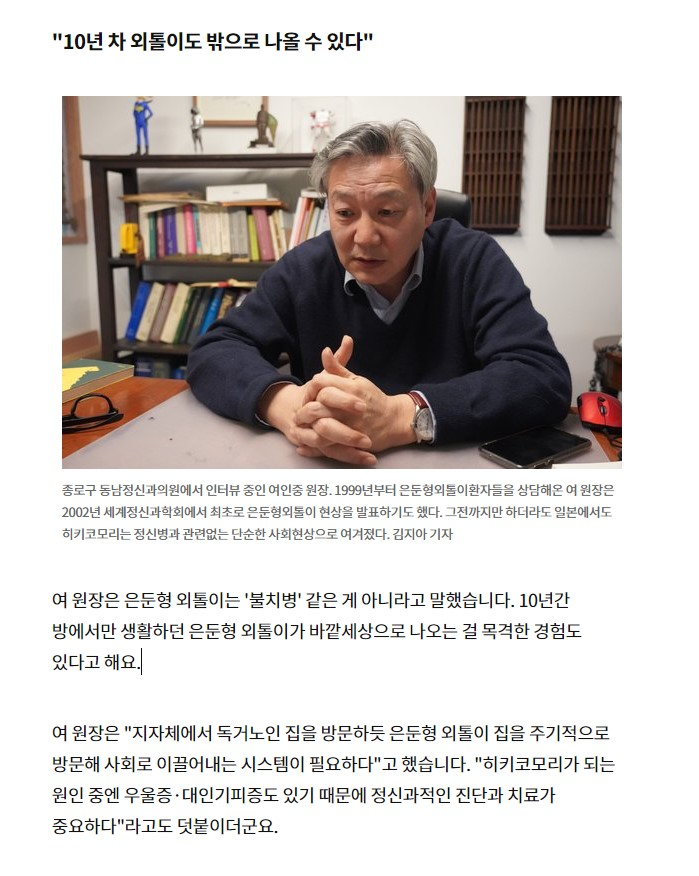 "10년 차 외톨이도 밖으로 나올 수 있다"
종로구 동남정신과의원에서 인터뷰 중인 여인중 원장. 1999년부터 은둔형외톨이환자들을 상담해온 여 원장은
2002년 세계정신과학회에서 최초로 은둔형외톨이 현상을 발표하기도 했다. 그전까지만 하더라도 일본에서도
히키코모리는 정신병과 관련없는 단순한 사회현상으로 여겨졌다. 김지아 기자
여 원장은 은둔형 외톨이는 '불치병' 같은 게 아니라고 말했습니다. 10년간
방에서만 생활하던 은둔형 외톨이가 바깥세상으로 나오는 걸 목격한 경험도
있다고 해요.
여 원장은 "지자체에서 독거노인 집을 방문하듯 은둔형 외톨이 집을 주기적으로
방문해 사회로 이끌어내는 시스템이 필요하다"고 했습니다. "히키코모리가 되는
원인 중엔 우울증·대인기피증도 있기 때문에 정신과적인 진단과 치료가
중요하다"라고도 덧붙이더군요.